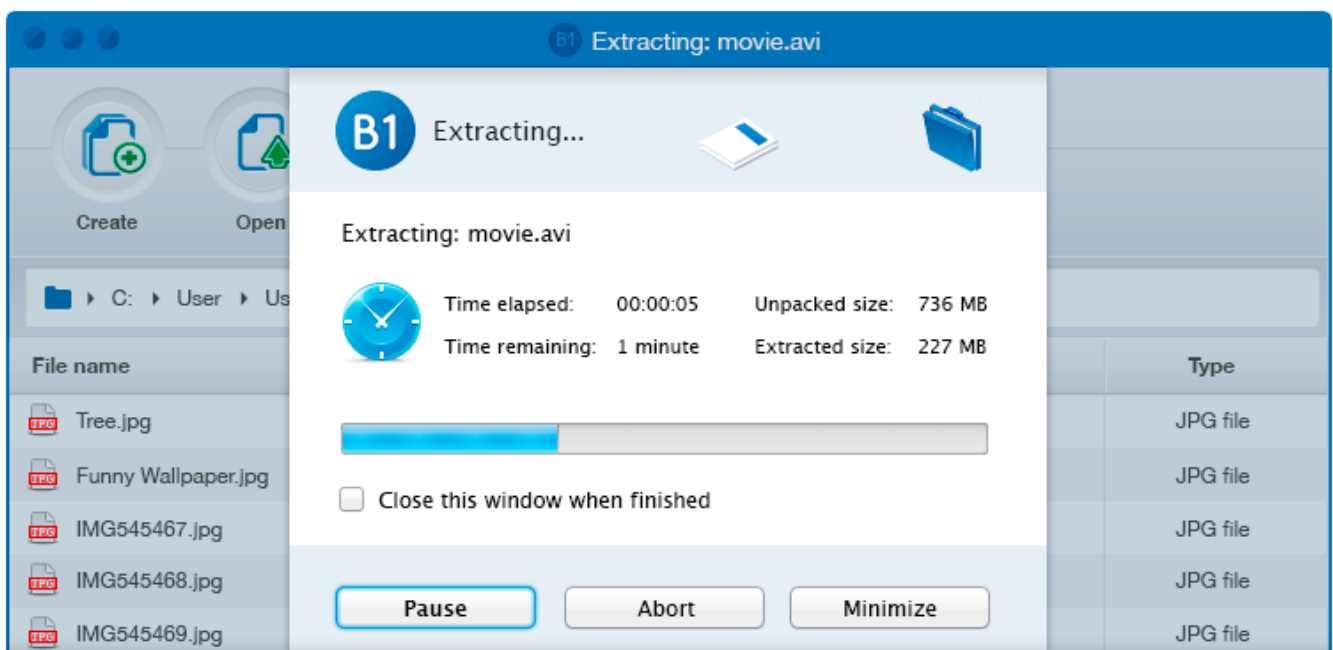 B1 Extracting: movie.avi
B1 Extracting...
Create Open
Extracting: movie.avi
C: User Us
Time elapsed: 00:00:05 Unpacked size: 736 MB
Time remaining: 1 minute Extracted size: 227 MB
File name Type
Tree.jpg JPG file
Funny Wallpaper.jpg JPG file
Close this window when finished
IMG545467.jpg JPG file
IMG545468.jpg JPG file
Pause Abort Minimize
IMG545469.jpg JPG file